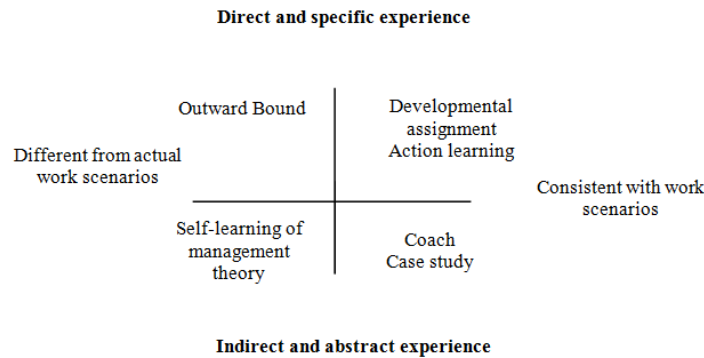 Direct and specific experience
Outward Bound
Developmental
assignment
Action learning
Different from actual
work scenarios
Consistent with work
scenarios
Self-learning of
management
theory
Coach
Case study
Indirect and abstract experience